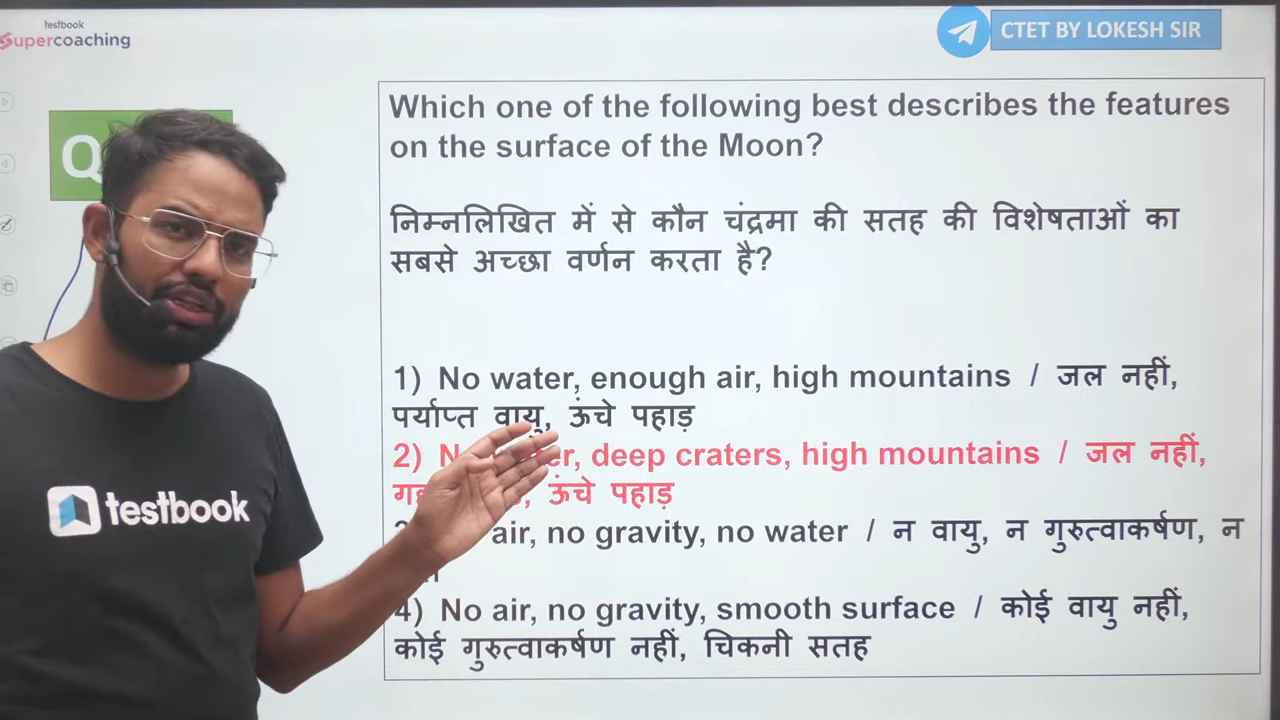 testbook
Supercoaching
CTET BY LOKESH SIR
Q
Which one of the following best describes the features
on the surface of the Moon?
निम्नलिखित में से कौन चंद्रमा की सतह की विशेषताओं का
सबसे अच्छा वर्णन करता है?
1) No water, enough air, high mountains / जल नहीं,
पर्याप्त वायु, ऊंचे पहाड़
2) deep craters, high mountains / जल नहीं,
ऊंचे पहाड़
air, no gravity, no water / न वायु, न गुरुत्वाकर्षण, न
4) No air, no gravity, smooth surface / कोई वायु नहीं,
कोई गुरुत्वाकर्षण नहीं, चिकनी सतह
testbook